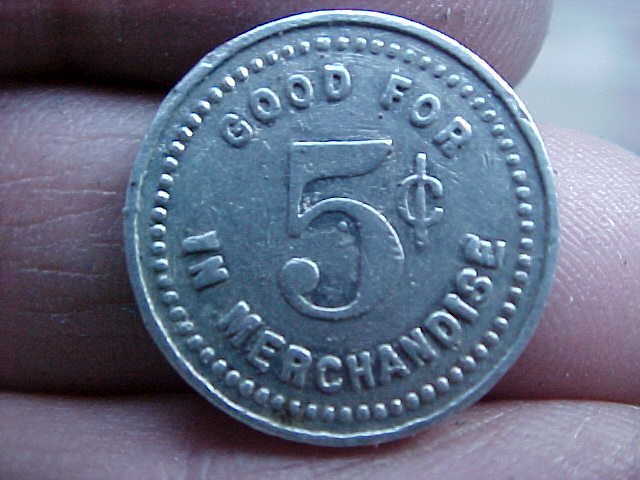 GOOD FOR
5¢
IN MERCHANDISE